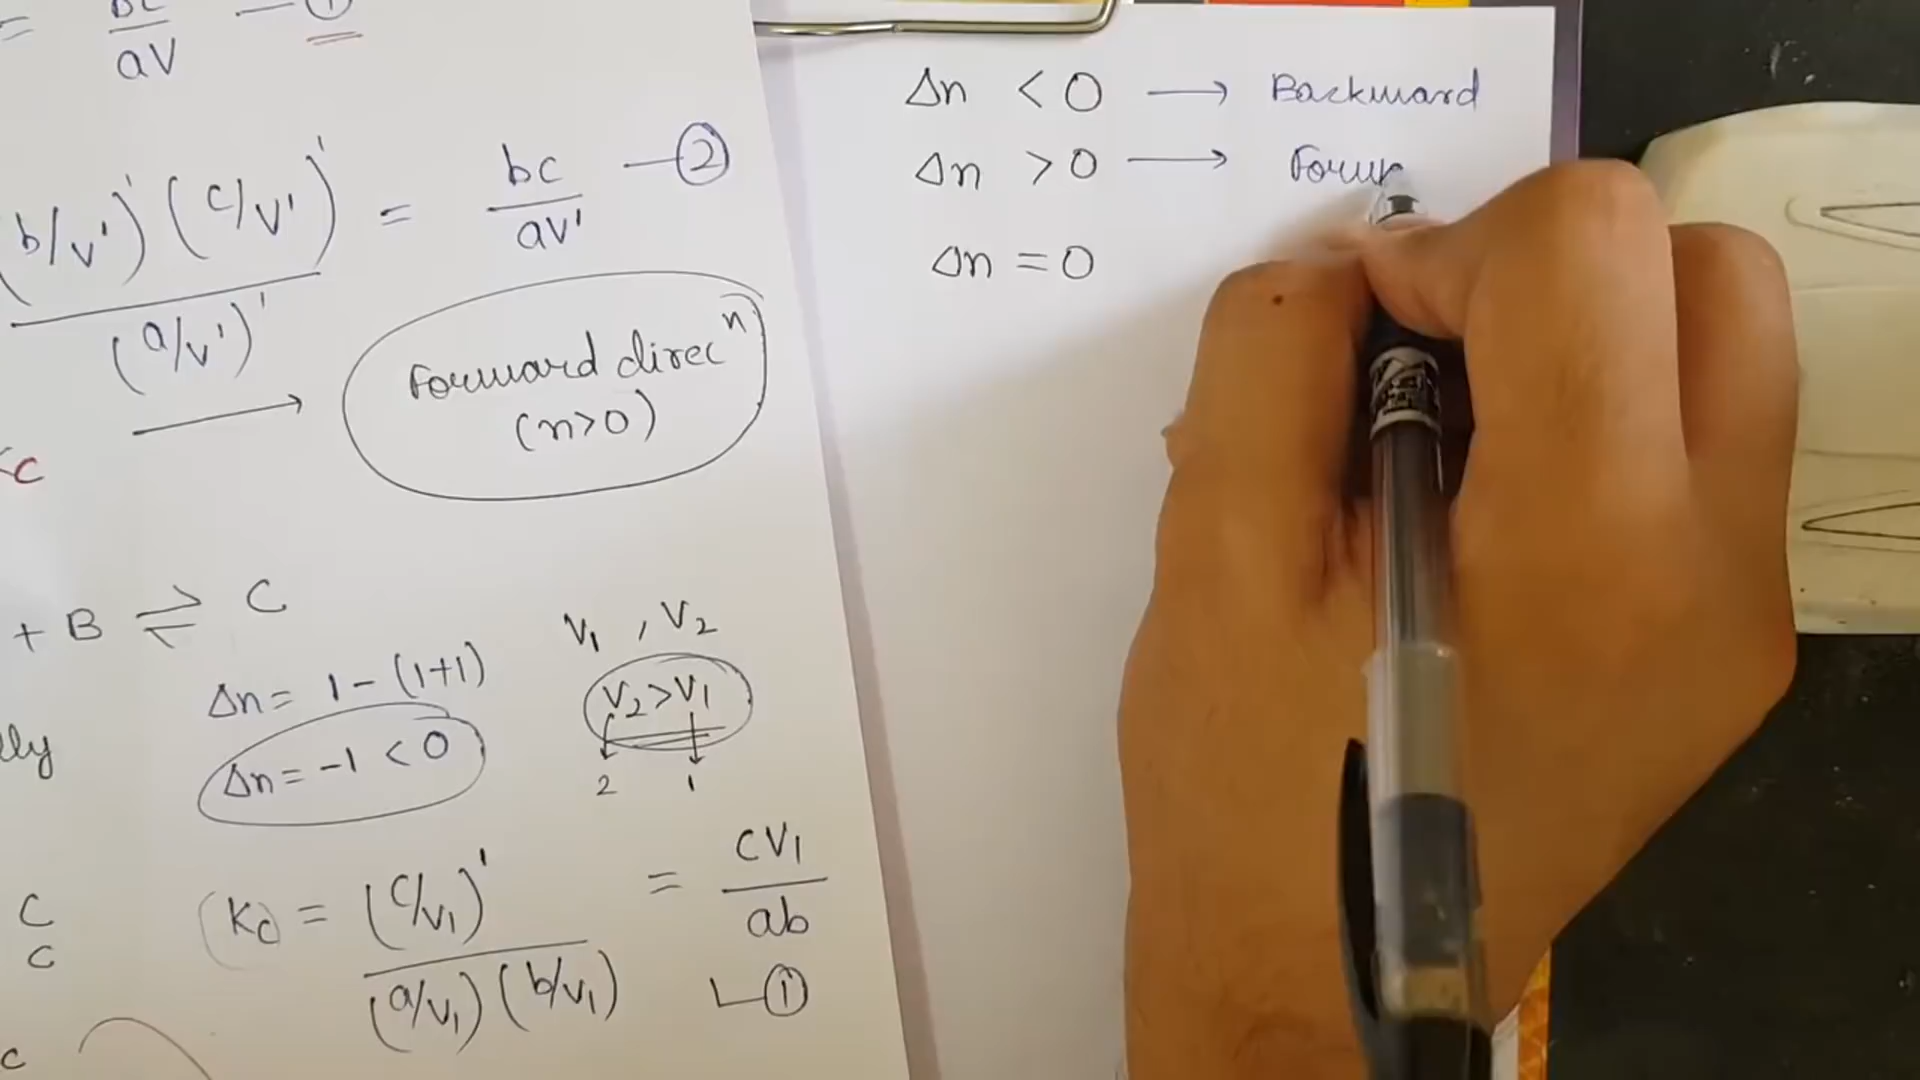 = bc/aV — ①
(b/v')' (c/v')' / (a/v')' = bc/av' — ②
→ Forward direcⁿ
(n>0)
+ B ⇌ C
Δn = 1 - (1+1)
Δn = -1 < 0
V₁ , V₂
V₂ > V₁
2 1
lly
C
C
(Kc) = (c/v₁)' / (a/v₁) (b/v₁) = cV₁/ab
①
c
Δn < 0 → Backward
Δn > 0 → Forw
Δn = 0